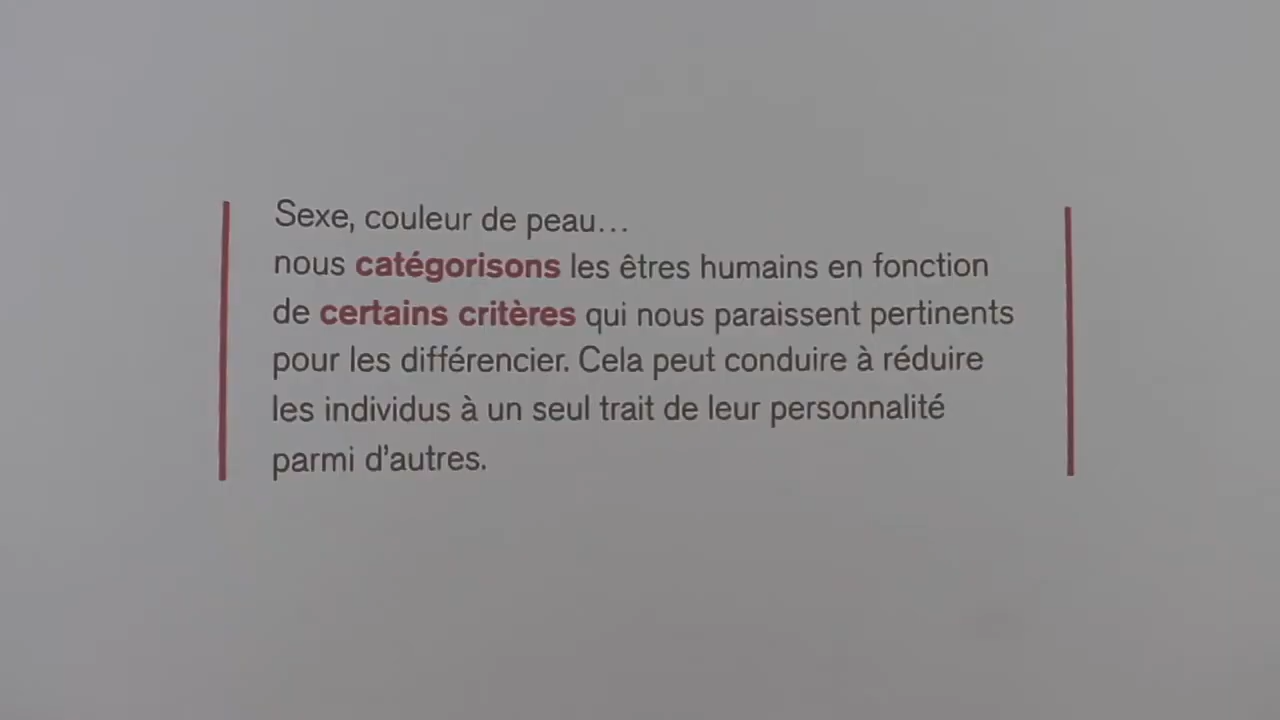 Sexe, couleur de peau…
nous catégorisons les êtres humains en fonction
de certains critères qui nous paraissent pertinents
pour les différencier. Cela peut conduire à réduire
les individus à un seul trait de leur personnalité
parmi d'autres.